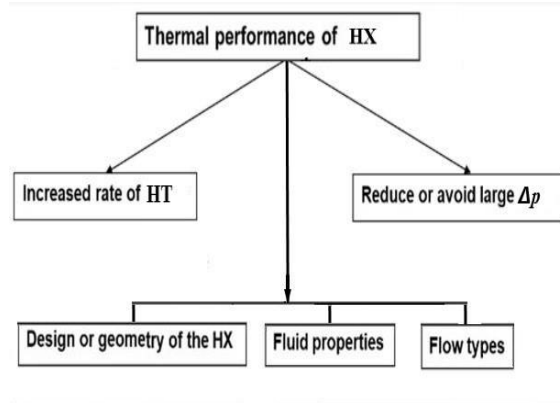 Thermal performance of HX
Increased rate of HT
Reduce or avoid large Δp
Design or geometry of the HX
Fluid properties
Flow types